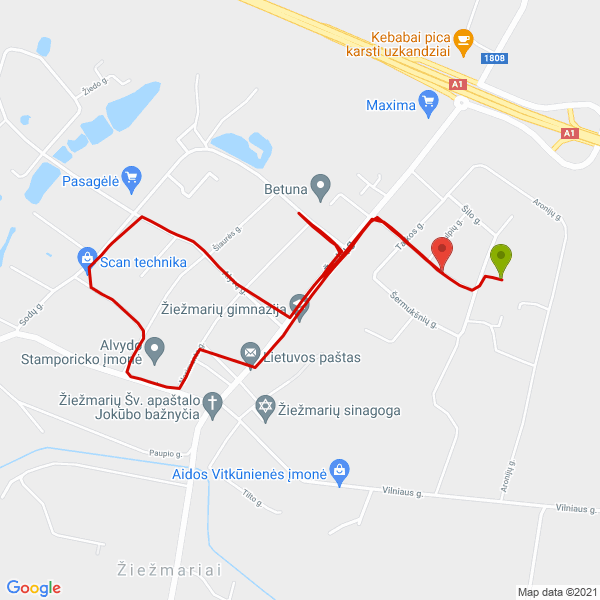 Kebabai pica
karsti uzkandziai
1808
A1
Žiedo g.
Maxima
A1
Pasagėlė
Betuna
Šilo g.
Aronijų g.
Šiaurės g.
Taikos g.
Scan technika
Žiežmarių gimnazija
Šermukšnių g.
Sodų g.
Alvydo
Stamporicko įmonė
Lietuvos paštas
Žiežmarių Šv. apaštalo
Jokūbo bažnyčia
Žiežmarių sinagoga
Paupio g.
Aidos Vitkūnienės įmonė
Aronijų g.
Tilto g.
Vilniaus g.
Vilniaus g.
Žiežmariai
Google
Map data ©2021